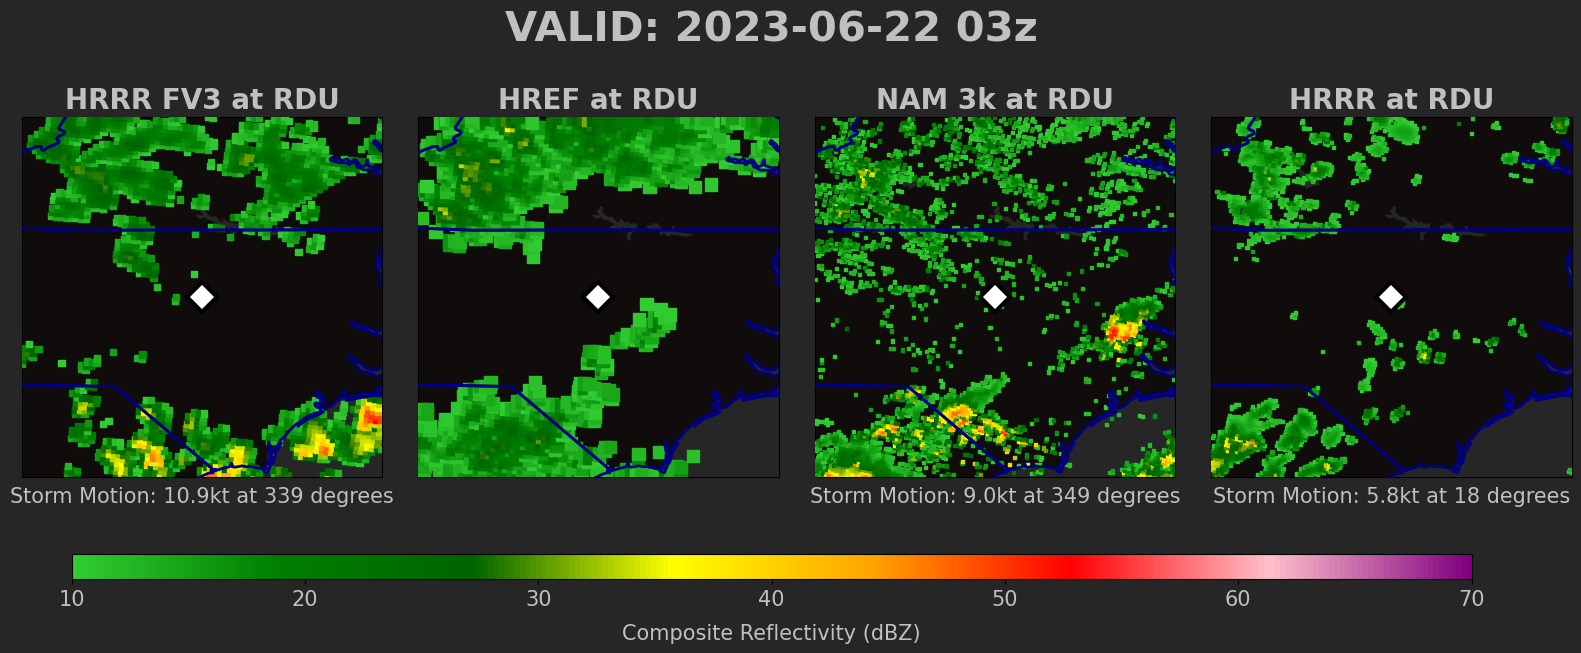 VALID: 2023-06-22 03z
HRRR FV3 at RDU
HREF at RDU
NAM 3k at RDU
HRRR at RDU
Storm Motion: 10.9kt at 339 degrees
Storm Motion: 9.0kt at 349 degrees
Storm Motion: 5.8kt at 18 degrees
10 20 30 40 50 60 70
Composite Reflectivity (dBZ)